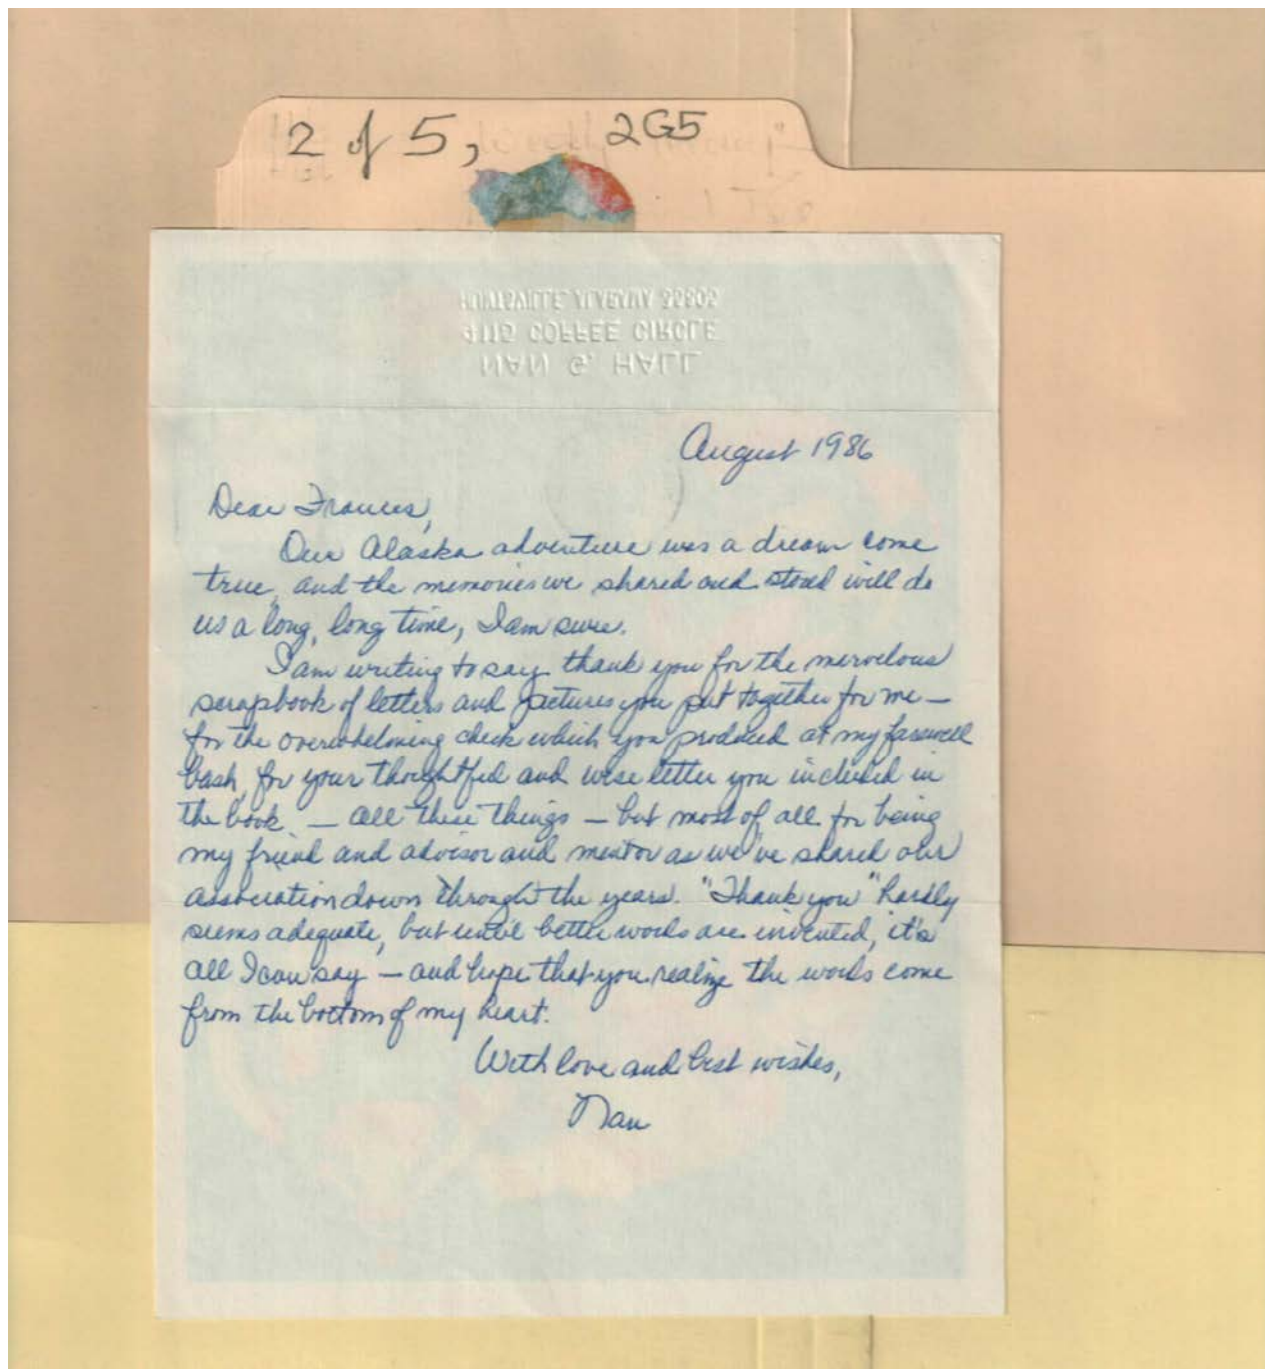 2 of 5, 2G5
NAN G. HALL
4115 COFFEE CIRCLE
HUNTSVILLE ALABAMA 35802
August 1986
Dear Frances,
Our Alaska adventure was a dream come
true, and the memories we shared and stored will do
us a long, long time, I am sure.
I am writing to say thank you for the marvelous
scrapbook of letters and pictures you put together for me —
for the overwhelming check which you produced at my farewell
bash, for your thoughtful and wise letter you included in
the book. — all these things — but most of all for being
my friend and advisor and mentor as we've shared our
association down through the years. "Thank you" hardly
seems adequate, but until better words are invented, it's
all I can say — and hope that you realize the words come
from the bottom of my heart.
With love and best wishes,
Nan